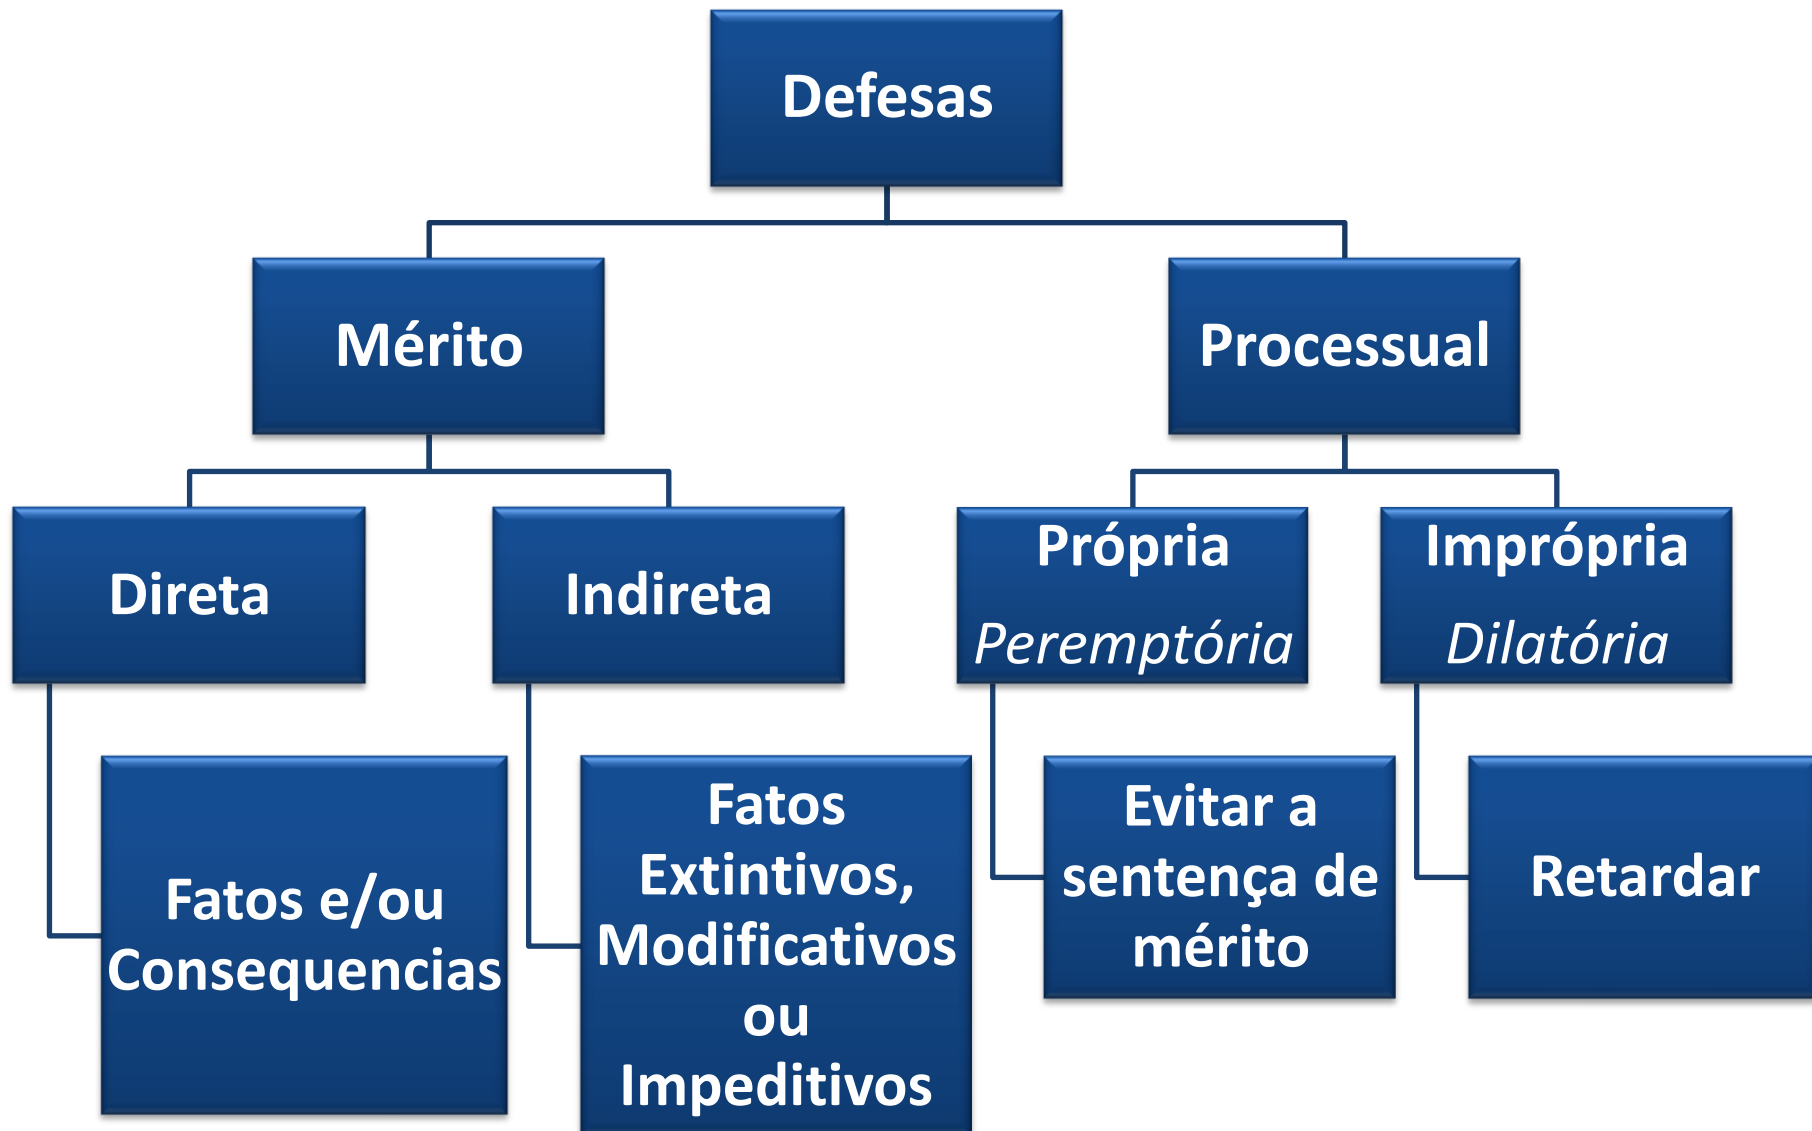 Defesas
Mérito
Processual
Direta
Indireta
Própria
Peremptória
Imprópria
Dilatória
Fatos e/ou
Consequencias
Fatos
Extintivos,
Modificativos
ou
Impeditivos
Evitar a
sentença de
mérito
Retardar